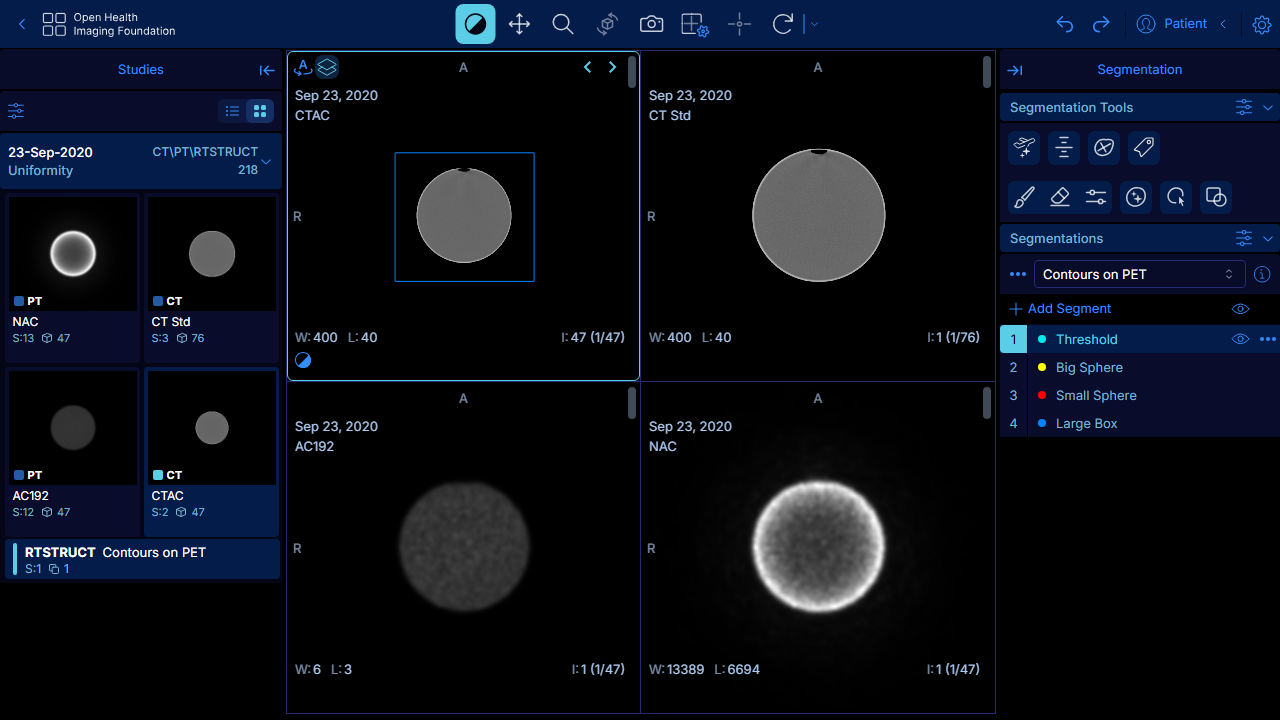 Open Health
Imaging Foundation
Patient
Studies
23-Sep-2020
CT\PT\RTSTRUCT
Uniformity
218
PT
NAC
S:13 47
CT
CT Std
S:3 76
PT
AC192
S:12 47
CT
CTAC
S:2 47
RTSTRUCT Contours on PET
S:1 1
A
A
Sep 23, 2020
CTAC
R
W:400 L:40
I:47 (1/47)
A
Sep 23, 2020
CT Std
R
W:400 L:40
I:1 (1/76)
A
Sep 23, 2020
AC192
R
W:6 L:3
I:1 (1/47)
A
Sep 23, 2020
NAC
R
W:13389 L:6694
I:1 (1/47)
Segmentation
Segmentation Tools
Segmentations
Contours on PET
Add Segment
1 Threshold
2 Big Sphere
3 Small Sphere
4 Large Box